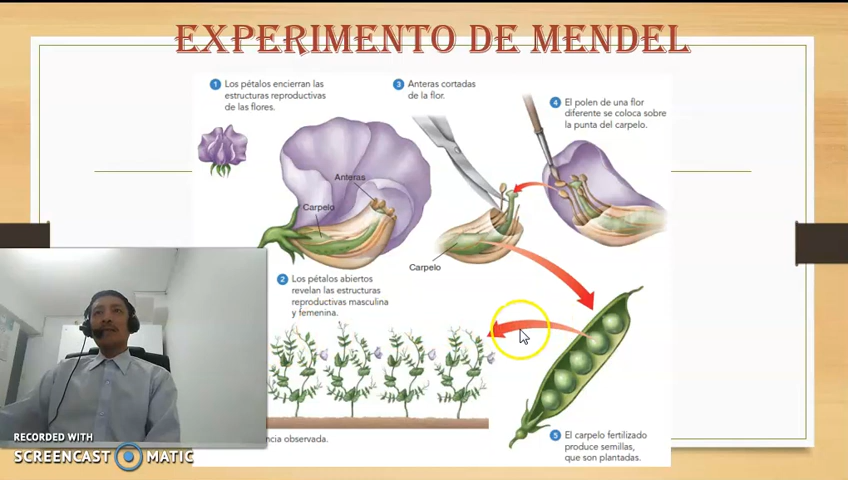 EXPERIMENTO DE MENDEL
1 Los pétalos encierran las
estructuras reproductivas
de las flores.
3 Anteras cortadas
de la flor.
4 El polen de una flor
diferente se coloca sobre
la punta del carpelo.
Anteras
Carpelo
Carpelo
2 Los pétalos abiertos
revelan las estructuras
reproductivas masculina
y femenina.
observada.
5 El carpelo fertilizado
produce semillas,
que son plantadas.
RECORDED WITH
SCREENCAST MATIC